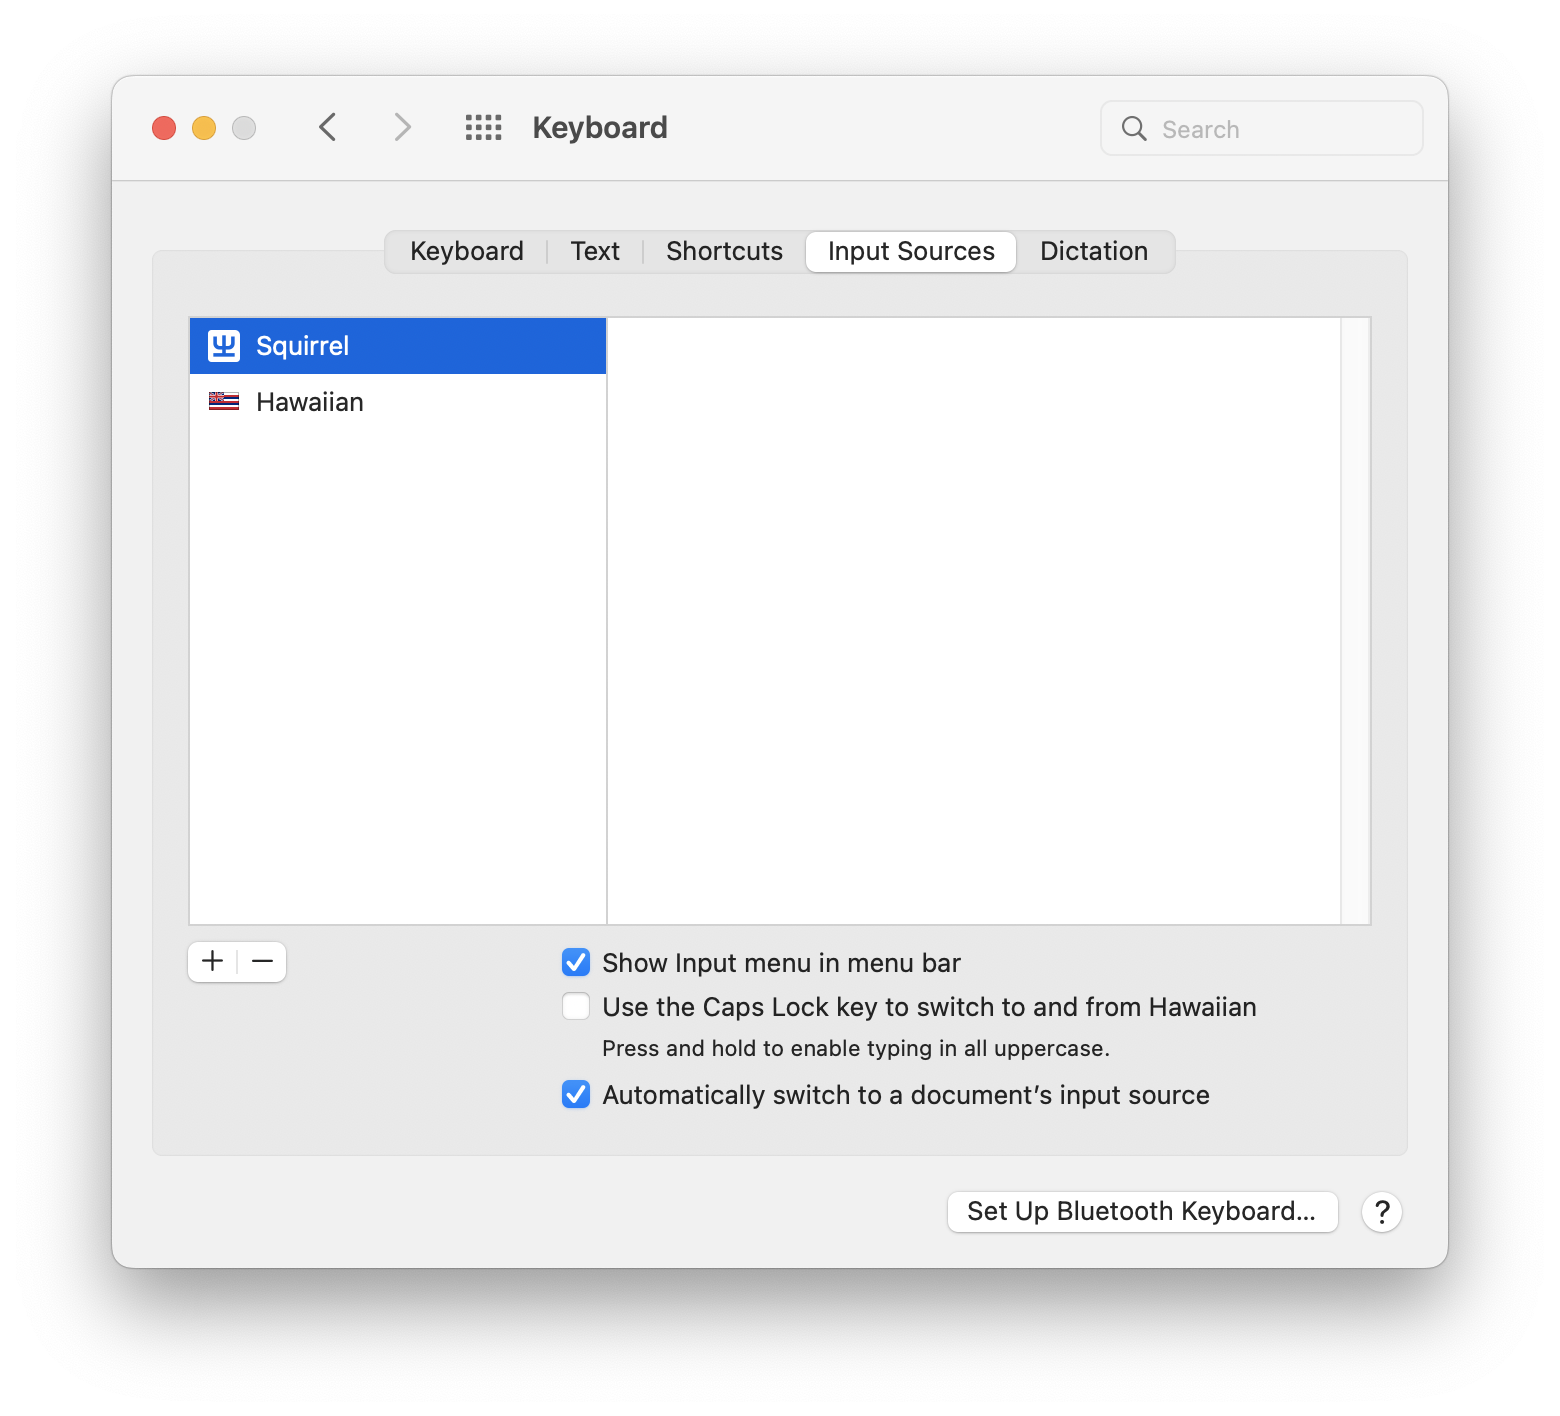 Keyboard
Search
Keyboard Text Shortcuts Input Sources Dictation
Squirrel
Hawaiian
Show Input menu in menu bar
Use the Caps Lock key to switch to and from Hawaiian
Press and hold to enable typing in all uppercase.
Automatically switch to a document’s input source
Set Up Bluetooth Keyboard... ?